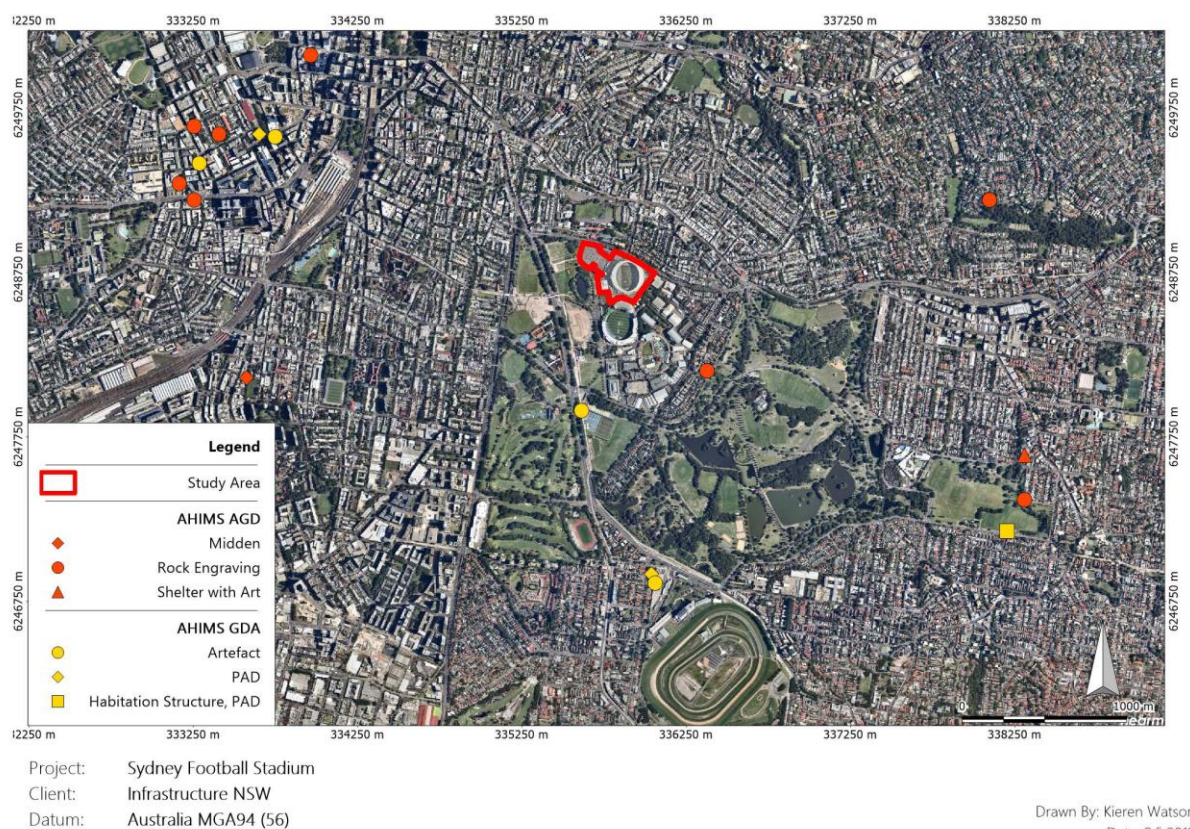 32250 m 333250 m 334250 m 335250 m 336250 m 337250 m 338250 m
6249750 m 6249750 m
6248750 m 6248750 m
6247750 m 6247750 m
6246750 m 6246750 m
Legend
Study Area
AHIMS AGD
Midden
Rock Engraving
Shelter with Art
AHIMS GDA
Artefact
PAD
Habitation Structure, PAD
0 1000 m
32250 m 333250 m 334250 m 335250 m 336250 m 337250 m 338250 m
Project: Sydney Football Stadium
Client: Infrastructure NSW
Datum: Australia MGA94 (56)
Drawn By: Kieren Watson